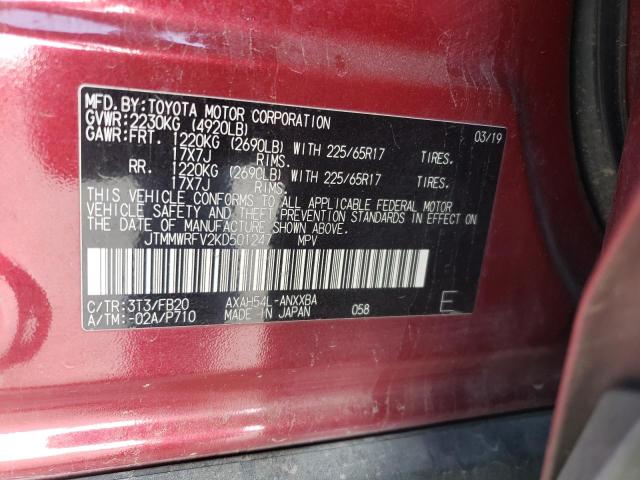 MFD.BY:TOYOTA MOTOR CORPORATION 03/19
GVWR:2230KG (4920LB)
GAWR:FRT. 1220KG (2690LB) WITH 225/65R17 TIRES.
17X7J RIMS.
RR. 1220KG (2690LB) WITH 225/65R17 TIRES.
17X7J RIMS.
THIS VEHICLE CONFORMS TO ALL APPLICABLE FEDERAL MOTOR
VEHICLE SAFETY AND THEFT PREVENTION STANDARDS IN EFFECT ON
THE DATE OF MANUFACTURE SHOWN ABOVE.
MPV
C/TR:3T3/FB20 AXAH54L-ANXXBA
A/TM:-02A/P710 MADE IN JAPAN 058 E